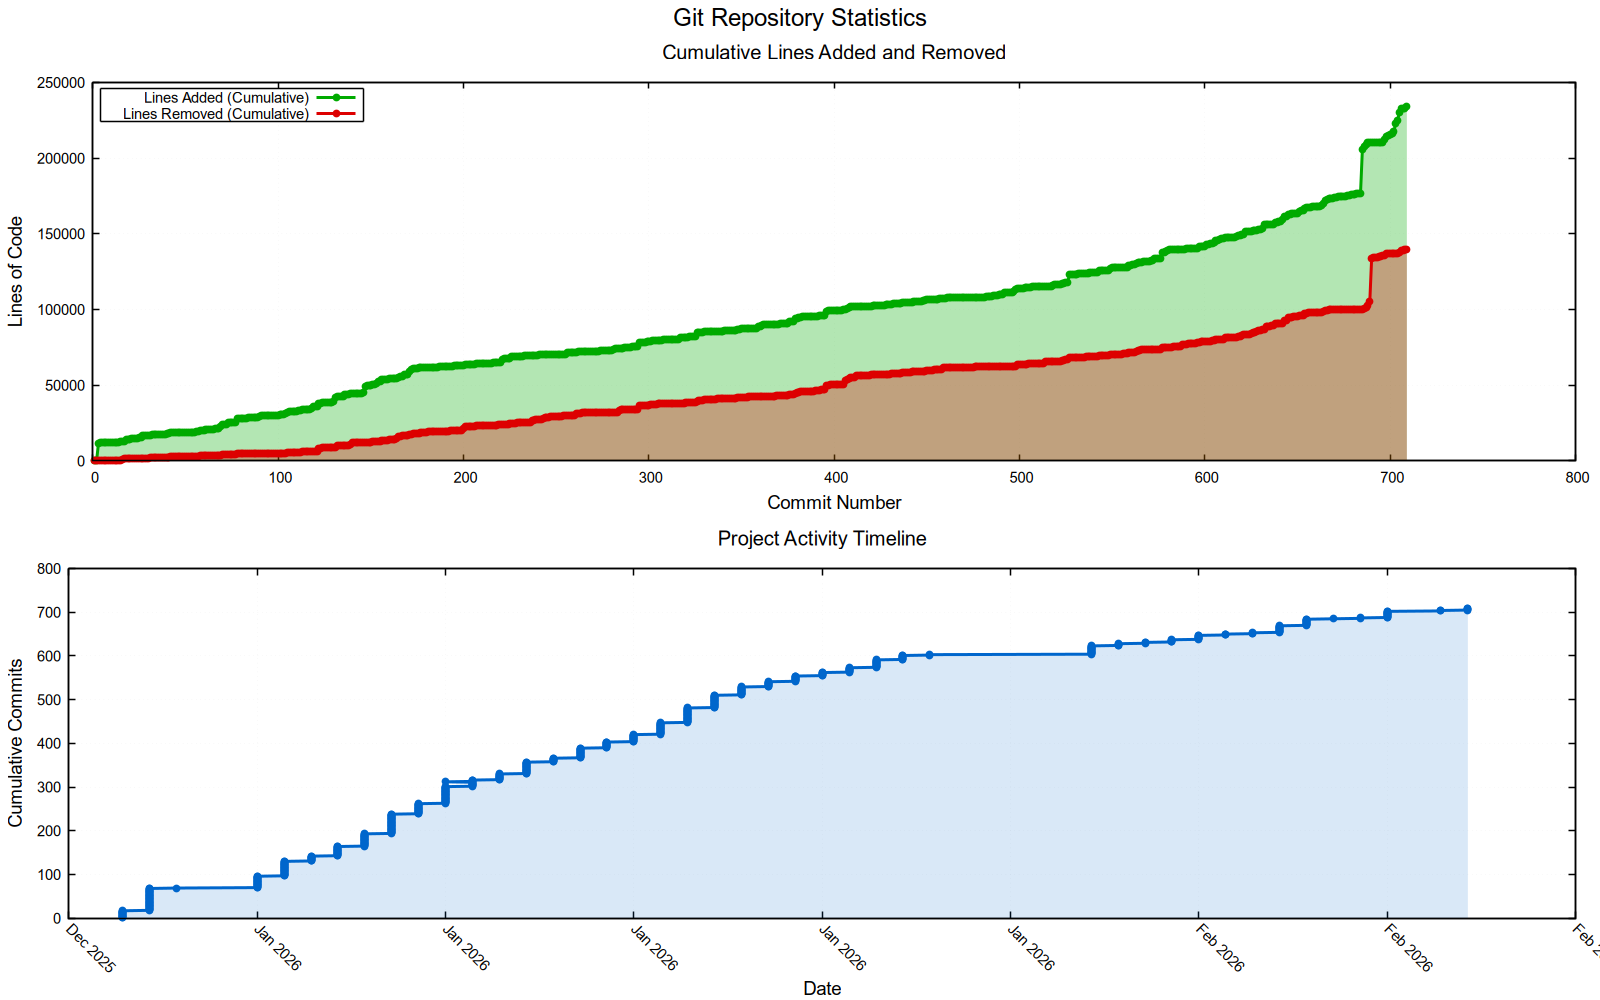 Git Repository Statistics
Cumulative Lines Added and Removed
250000
200000
150000
100000
50000
0
Lines of Code
Lines Added (Cumulative)
Lines Removed (Cumulative)
0 100 200 300 400 500 600 700 800
Commit Number
Project Activity Timeline
800
700
600
500
400
300
200
100
0
Cumulative Commits
Dec 2025 Jan 2026 Jan 2026 Jan 2026 Jan 2026 Jan 2026 Feb 2026 Feb 2026 Feb 2
Date